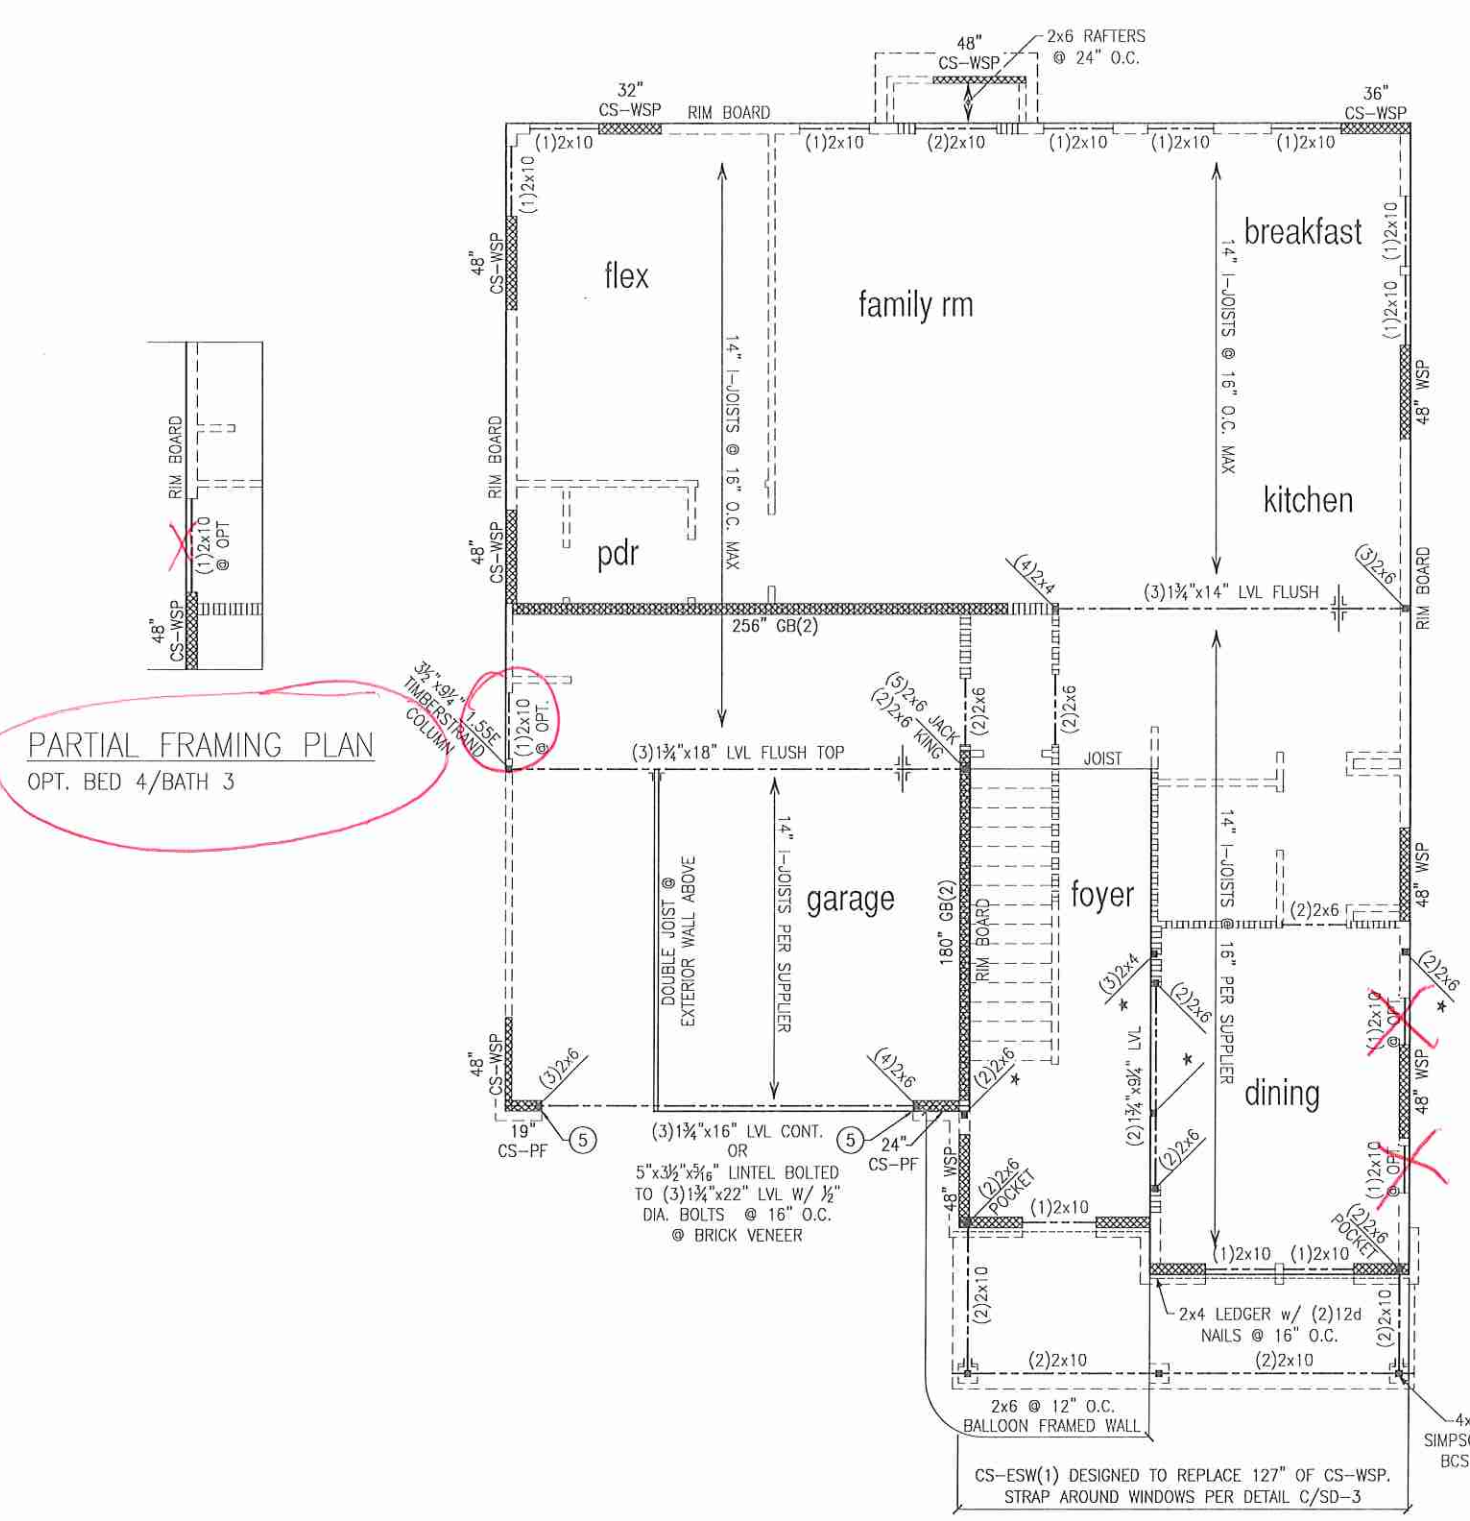 2x6 RAFTERS
@ 24" O.C.
48"
CS-WSP
32"
CS-WSP
RIM BOARD
36"
CS-WSP
(1)2x10
(1)2x10
(2)2x10
(1)2x10
(1)2x10
(1)2x10
(1)2x10
48"
CS-WSP
flex
family rm
breakfast
(1)2x10
(1)2x10
14" I-JOISTS @ 16" O.C. MAX
14" I-JOISTS @ 16" O.C. MAX
48" WSP
RIM BOARD
RIM BOARD
kitchen
(1)2x10
@ OPT
48"
CS-WSP
48"
CS-WSP
pdr
(4)2x4
(3)1¾"x14" LVL FLUSH
(3)2x6
RIM BOARD
256" GB(2)
3½"x9¼" 1.55E
TIMBERSTRAND
COLUMN
(1)2x10
@ OPT.
(5)2x6 JACK
(2)2x6 KING
(2)2x6
(2)2x6
PARTIAL FRAMING PLAN
OPT. BED 4/BATH 3
(3)1¾"x18" LVL FLUSH TOP
JOIST
DOUBLE JOIST @
EXTERIOR WALL ABOVE
14" I-JOISTS PER SUPPLIER
garage
180" GB(2)
RIM BOARD
foyer
14" I-JOISTS @ 16" PER SUPPLIER
48" WSP
(2)2x6
(3)2x4
(2)2x6
(2)2x6
(1)2x10
@ OPT
48"
CS-WSP
(3)2x6
(4)2x6
(2)2x6
(2)1¾"x9¼" LVL
dining
48" WSP
19"
CS-PF
5
(3)1¾"x16" LVL CONT.
OR
5"x3½"x5/16" LINTEL BOLTED
TO (3)1¾"x22" LVL W/ ½"
DIA. BOLTS @ 16" O.C.
@ BRICK VENEER
5
24"
CS-PF
48" WSP
(2)2x6
POCKET
(2)2x6
(1)2x10
@ OPT
(1)2x10
(2)2x6
POCKET
(1)2x10
(1)2x10
(2)2x10
2x4 LEDGER w/ (2)12d
NAILS @ 16" O.C.
(2)2x10
(2)2x10
(2)2x10
2x6 @ 12" O.C.
BALLOON FRAMED WALL
4x
SIMPS
BCS
CS-ESW(1) DESIGNED TO REPLACE 127" OF CS-WSP.
STRAP AROUND WINDOWS PER DETAIL C/SD-3